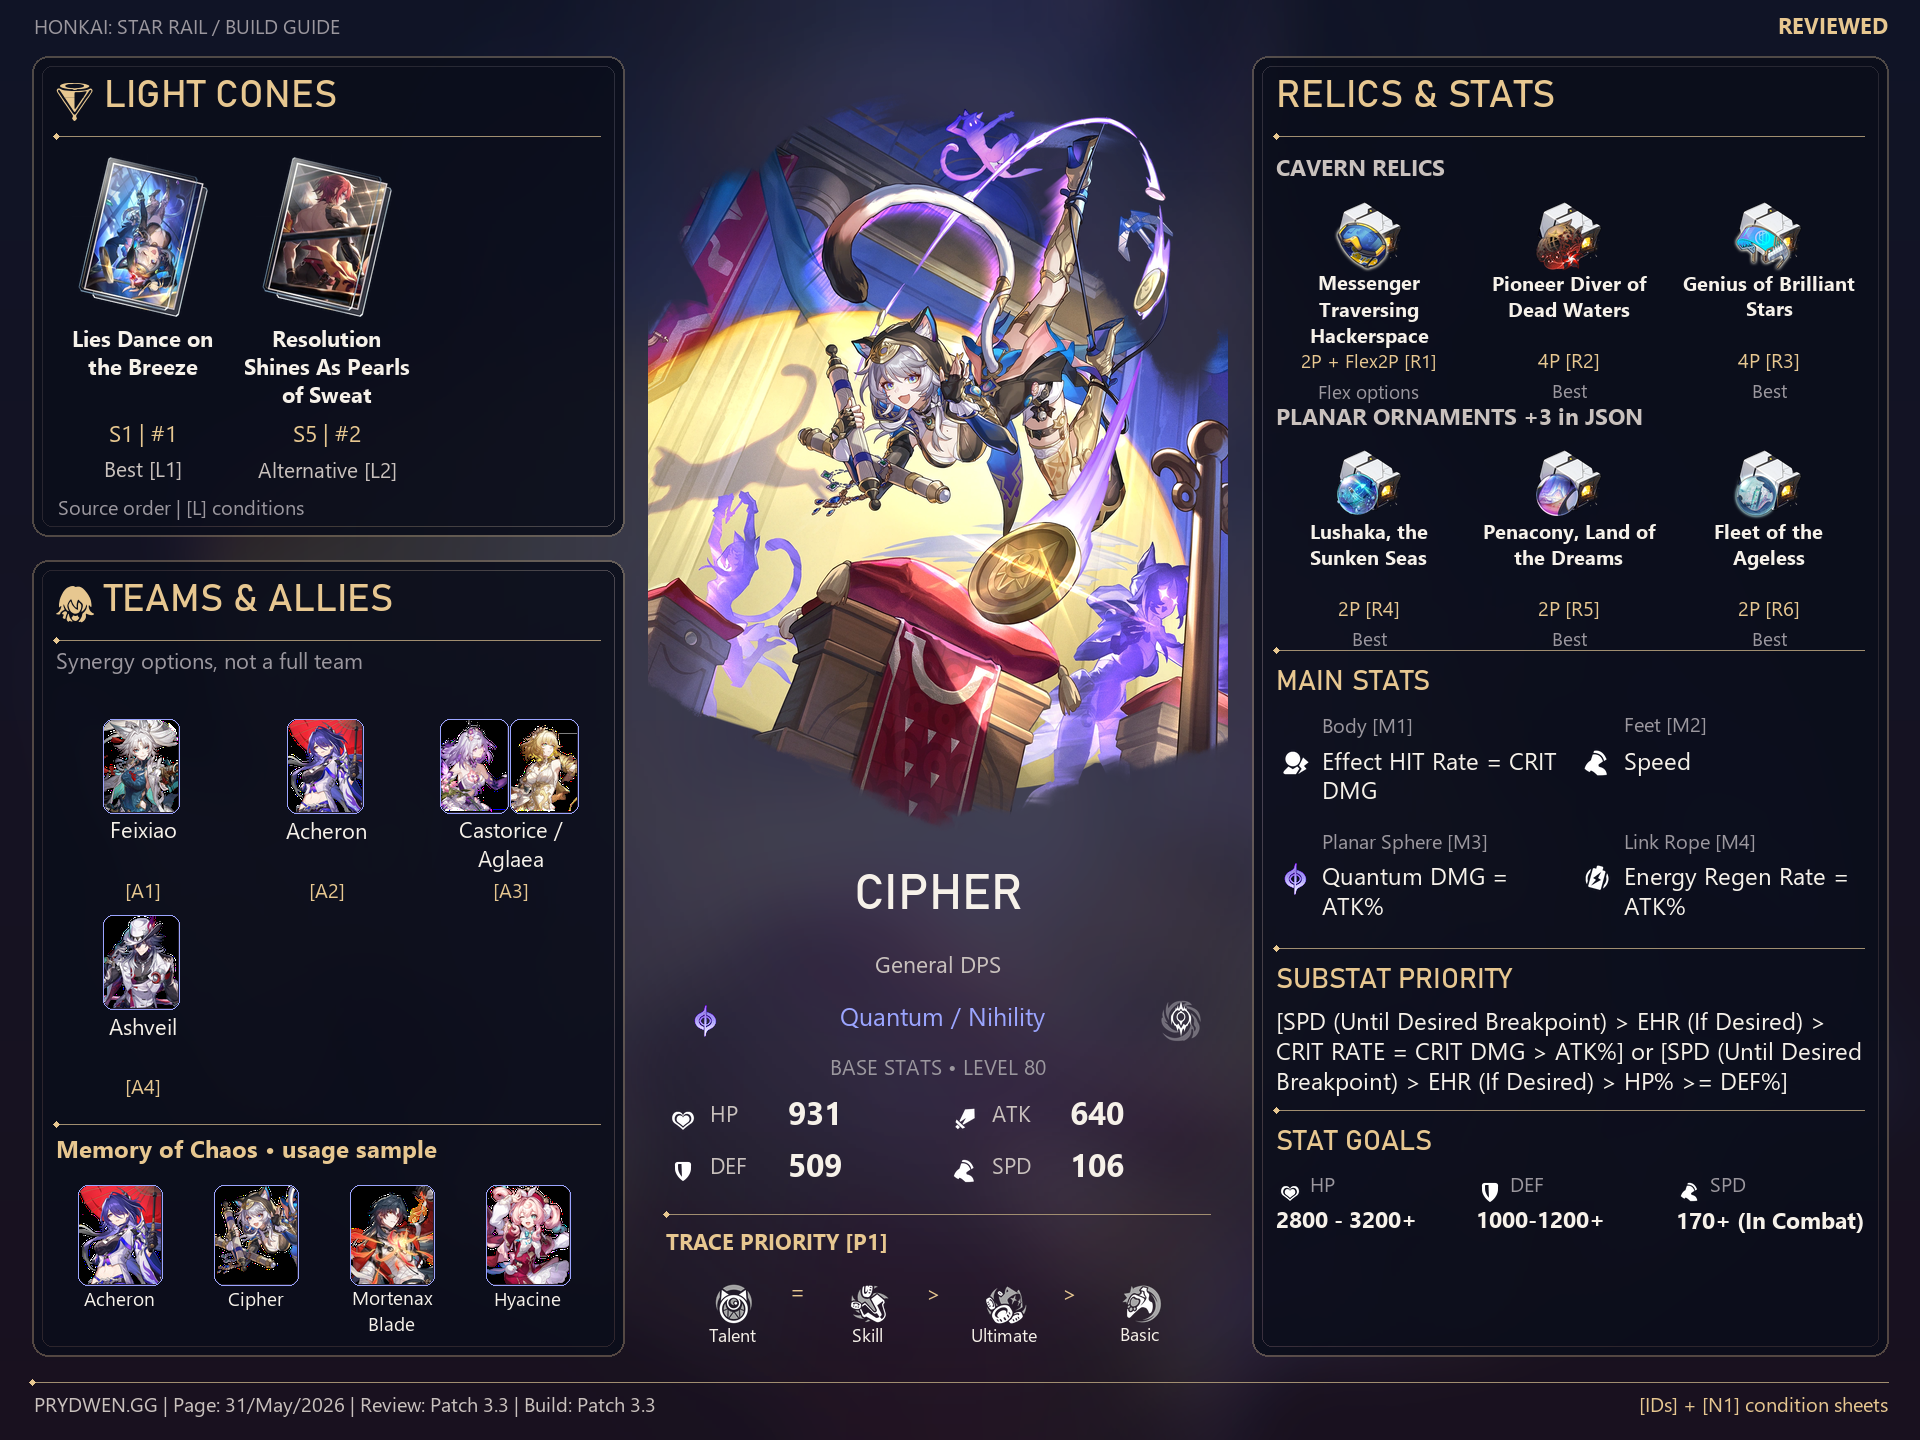 HONKAI: STAR RAIL / BUILD GUIDE
REVIEWED
LIGHT CONES
Lies Dance on
the Breeze
S1 | #1
Best [L1]
Resolution
Shines As Pearls
of Sweat
S5 | #2
Alternative [L2]
Source order | [L] conditions
TEAMS & ALLIES
Synergy options, not a full team
Feixiao
[A1]
Acheron
[A2]
Castorice /
Aglaea
[A3]
Ashveil
[A4]
Memory of Chaos • usage sample
Acheron
Cipher
Mortenax
Blade
Hyacine
CIPHER
General DPS
Quantum / Nihility
BASE STATS • LEVEL 80
HP 931
ATK 640
DEF 509
SPD 106
TRACE PRIORITY [P1]
Talent = Skill > Ultimate > Basic
RELICS & STATS
CAVERN RELICS
Messenger
Traversing
Hackerspace
2P + Flex2P [R1]
Flex options
Pioneer Diver of
Dead Waters
4P [R2]
Best
Genius of Brilliant
Stars
4P [R3]
Best
PLANAR ORNAMENTS +3 in JSON
Lushaka, the
Sunken Seas
2P [R4]
Best
Penacony, Land of
the Dreams
2P [R5]
Best
Fleet of the
Ageless
2P [R6]
Best
MAIN STATS
Body [M1]
Effect HIT Rate = CRIT
DMG
Feet [M2]
Speed
Planar Sphere [M3]
Quantum DMG =
ATK%
Link Rope [M4]
Energy Regen Rate =
ATK%
SUBSTAT PRIORITY
[SPD (Until Desired Breakpoint) > EHR (If Desired) >
CRIT RATE = CRIT DMG > ATK%] or [SPD (Until Desired
Breakpoint) > EHR (If Desired) > HP% >= DEF%]
STAT GOALS
HP
2800 - 3200+
DEF
1000-1200+
SPD
170+ (In Combat)
PRYDWEN.GG | Page: 31/May/2026 | Review: Patch 3.3 | Build: Patch 3.3
[IDs] + [N1] condition sheets